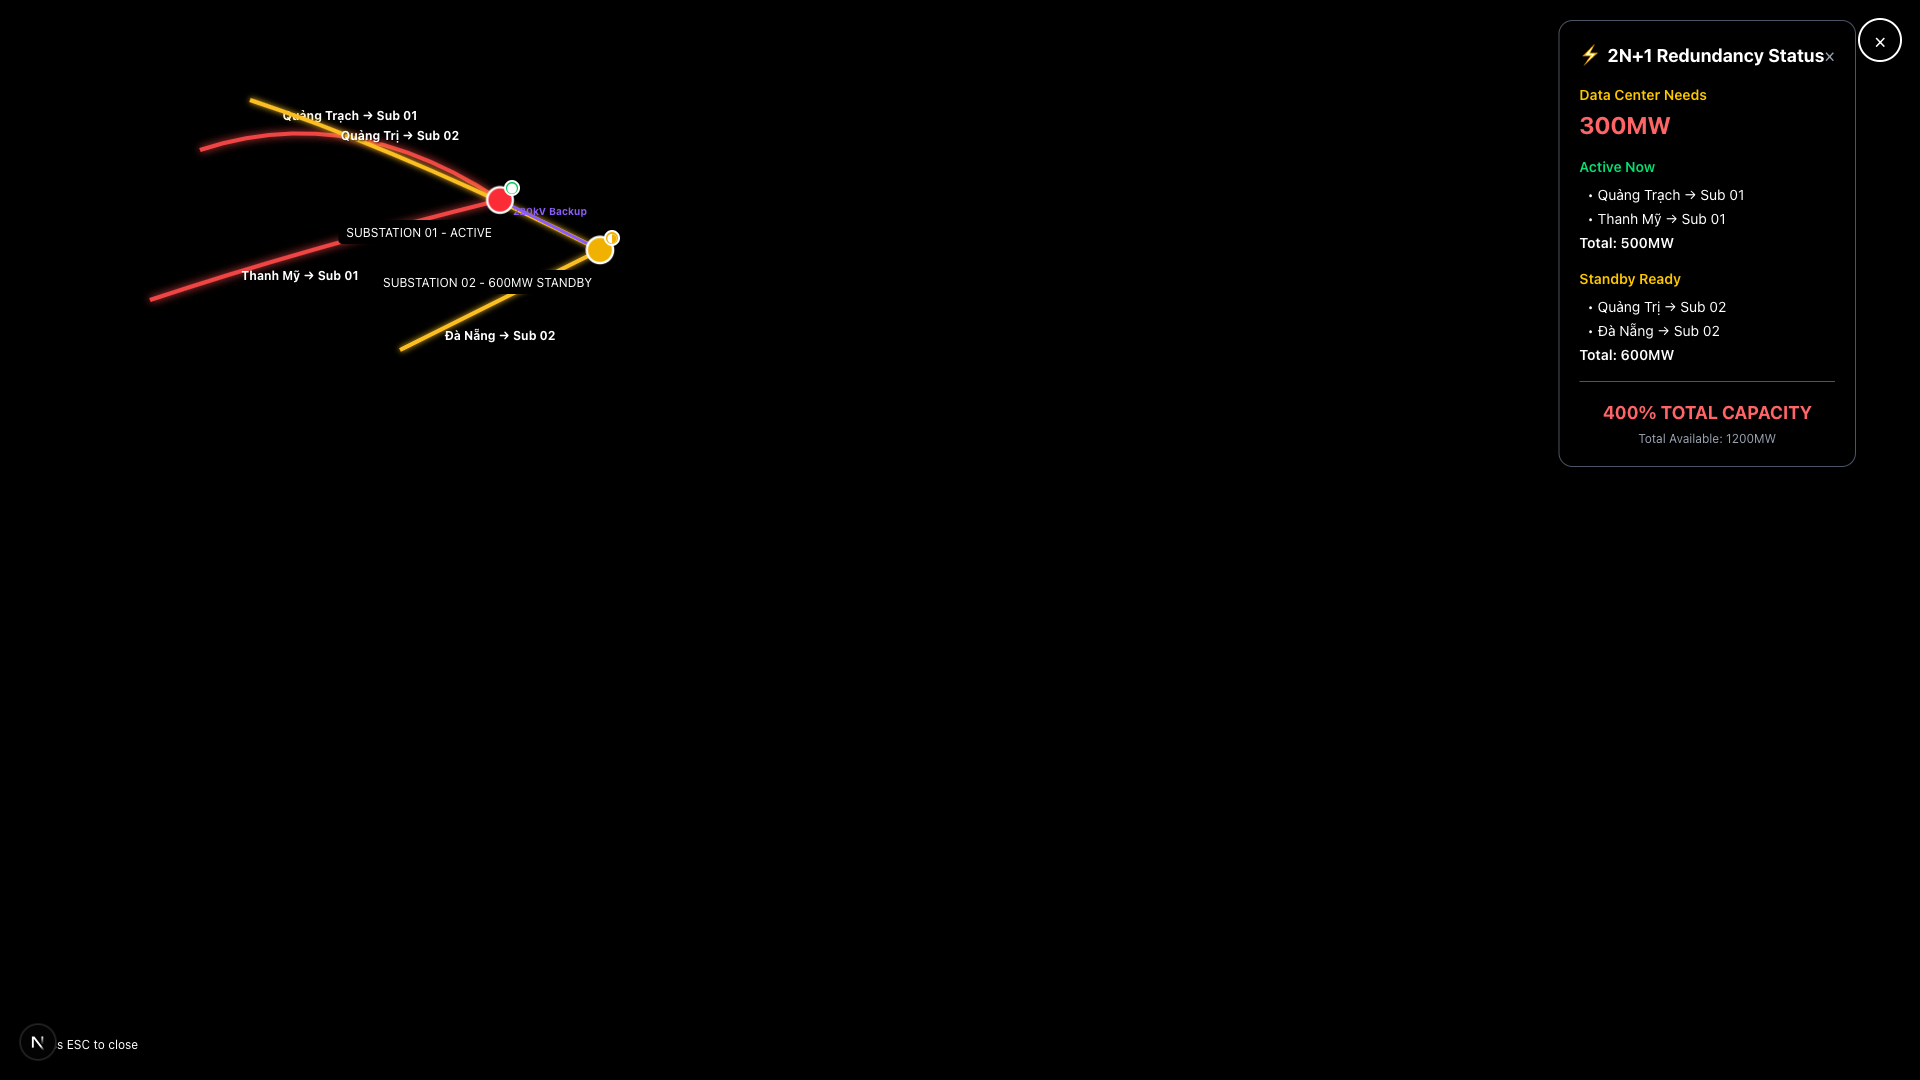 Quảng Trạch → Sub 01
Quảng Trị → Sub 02
220kV Backup
SUBSTATION 01 - ACTIVE
Thanh Mỹ → Sub 01
SUBSTATION 02 - 600MW STANDBY
Đà Nẵng → Sub 02
⚡ 2N+1 Redundancy Status×
×
Data Center Needs
300MW
Active Now
• Quảng Trạch → Sub 01
• Thanh Mỹ → Sub 01
Total: 500MW
Standby Ready
• Quảng Trị → Sub 02
• Đà Nẵng → Sub 02
Total: 600MW
400% TOTAL CAPACITY
Total Available: 1200MW
N
s ESC to close